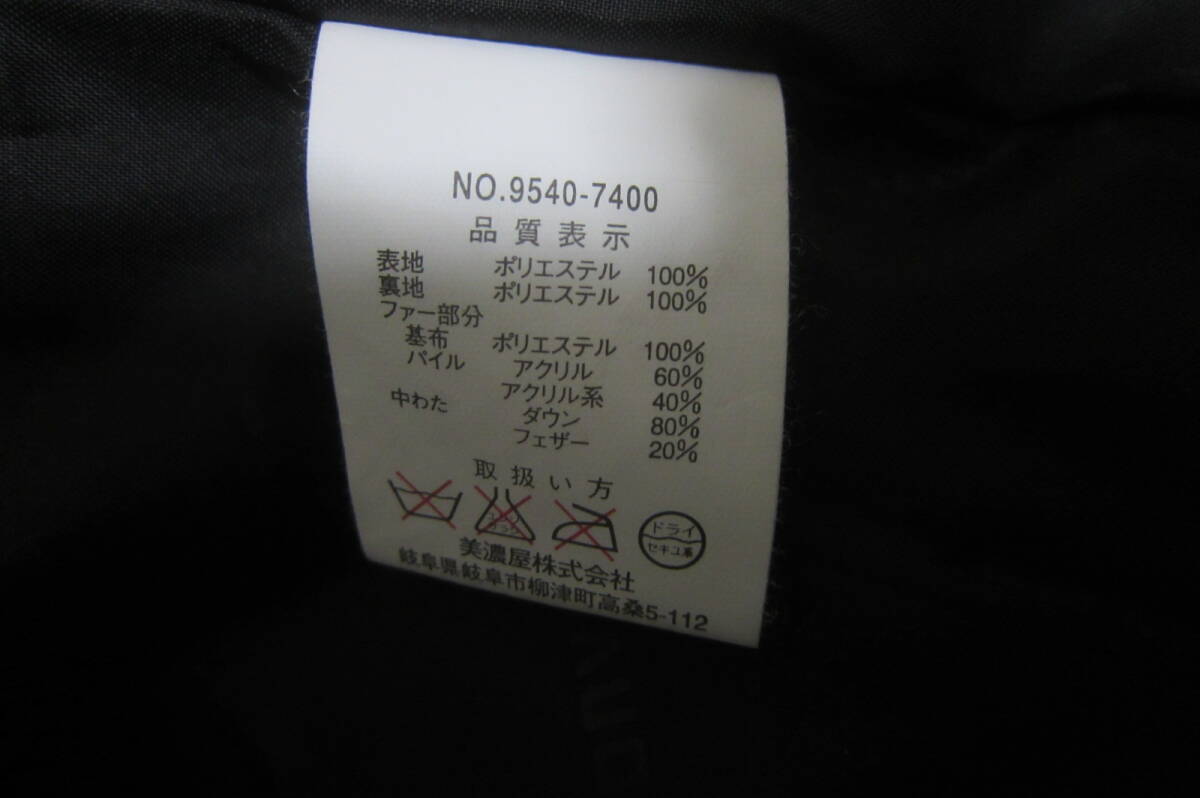 NO.9540-7400
品質表示
表地 ポリエステル 100%
裏地 ポリエステル 100%
ファー部分
基布 ポリエステル 100%
パイル アクリル 60%
アクリル系 40%
中わた ダウン 80%
フェザー 20%
取扱い方
ドライ
セキユ系
美濃屋株式会社
岐阜県岐阜市柳津町高桑5-112